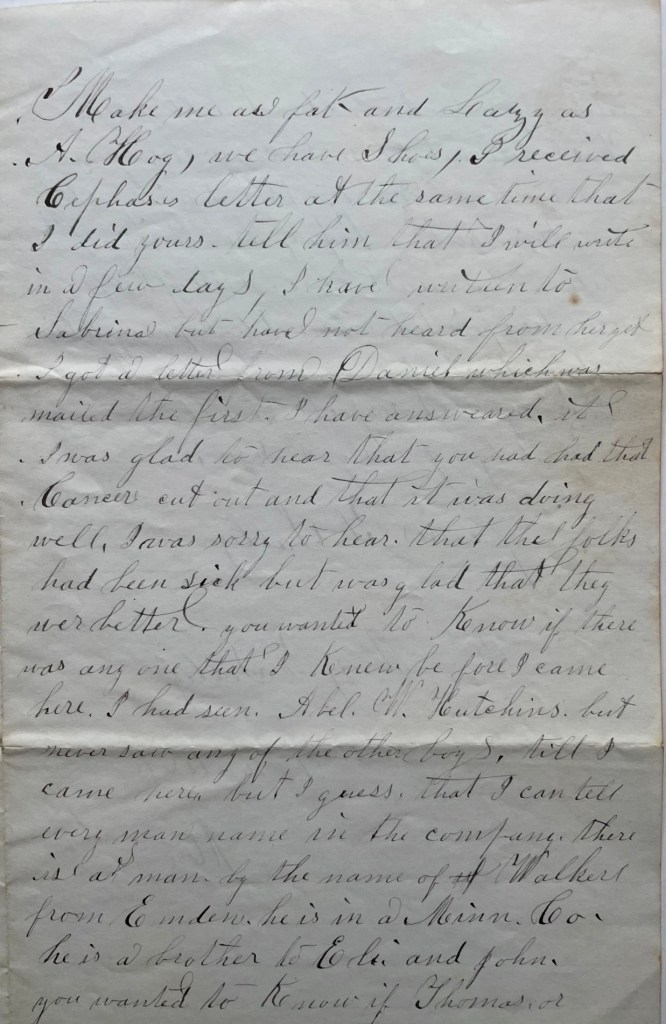 Make me as fat and Leazy as
A. Hog, we have Shoes, I received
Cephases letter at the same time that
I did yours. tell him that I will write
in a few days, I have writen to
Sabrina but have not heard from her yet
I got a letter from Daniel which was
mailed the first. I have answeared, it
I was glad to hear that you had had that
Cancer cut out and that it was doing
well, I was sorry to hear. that the folks
had been sick but was glad that they
wer better. you wanted to Know if there
was any one that I Knew be fore I came
here. I had seen. Abel. W. Hutchins. but
never saw any of the other boys, till I
came here, but I guess. that I can tell
every man name in the company. there
is a man. by the name of Walker
from Emden. he is in a Minn. Co.
he is a brother to Eli and John.
you wanted to Know if Thomas or